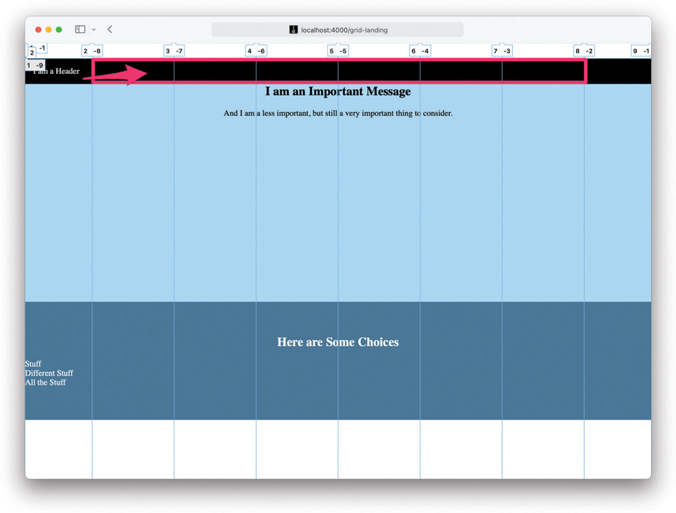 localhost:4000/grid-landing
2 -1
2 -8 3 -7 4 -6 5 -5 6 -4 7 -3 8 -2 9 -1
1 -9
I am a Header
I am an Important Message
And I am a less important, but still a very important thing to consider.
Here are Some Choices
Stuff
Different Stuff
All the Stuff